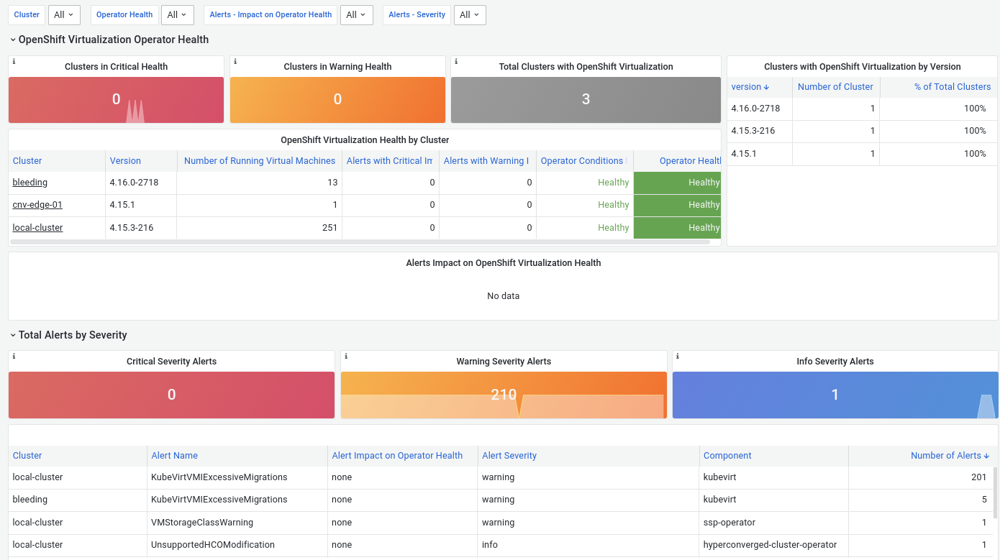 Cluster All Operator Health All Alerts - Impact on Operator Health All Alerts - Severity All
OpenShift Virtualization Operator Health
Clusters in Critical Health
0
Clusters in Warning Health
0
Total Clusters with OpenShift Virtualization
3
Clusters with OpenShift Virtualization by Version
version Number of Cluster % of Total Clusters
4.16.0-2718 1 100%
4.15.3-216 1 100%
4.15.1 1 100%
OpenShift Virtualization Health by Cluster
Cluster Version Number of Running Virtual Machines Alerts with Critical Im Alerts with Warning I Operator Conditions Operator Healt
bleeding 4.16.0-2718 13 0 0 Healthy Healthy
cnv-edge-01 4.15.1 1 0 0 Healthy Healthy
local-cluster 4.15.3-216 251 0 0 Healthy Healthy
Alerts Impact on OpenShift Virtualization Health
No data
Total Alerts by Severity
Critical Severity Alerts
0
Warning Severity Alerts
210
Info Severity Alerts
1
Cluster Alert Name Alert Impact on Operator Health Alert Severity Component Number of Alerts
local-cluster KubeVirtVMIExcessiveMigrations none warning kubevirt 201
bleeding KubeVirtVMIExcessiveMigrations none warning kubevirt 5
local-cluster VMStorageClassWarning none warning ssp-operator 1
local-cluster UnsupportedHCOModification none info hyperconverged-cluster-operator 1